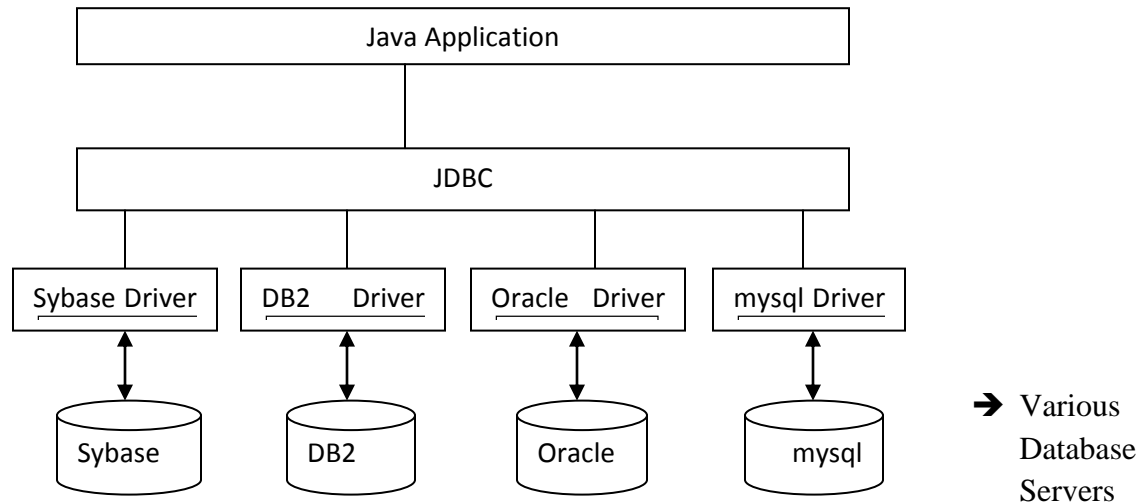 Java Application
JDBC
Sybase Driver
DB2 Driver
Oracle Driver
mysql Driver
Sybase
DB2
Oracle
mysql
➔ Various
Database
Servers